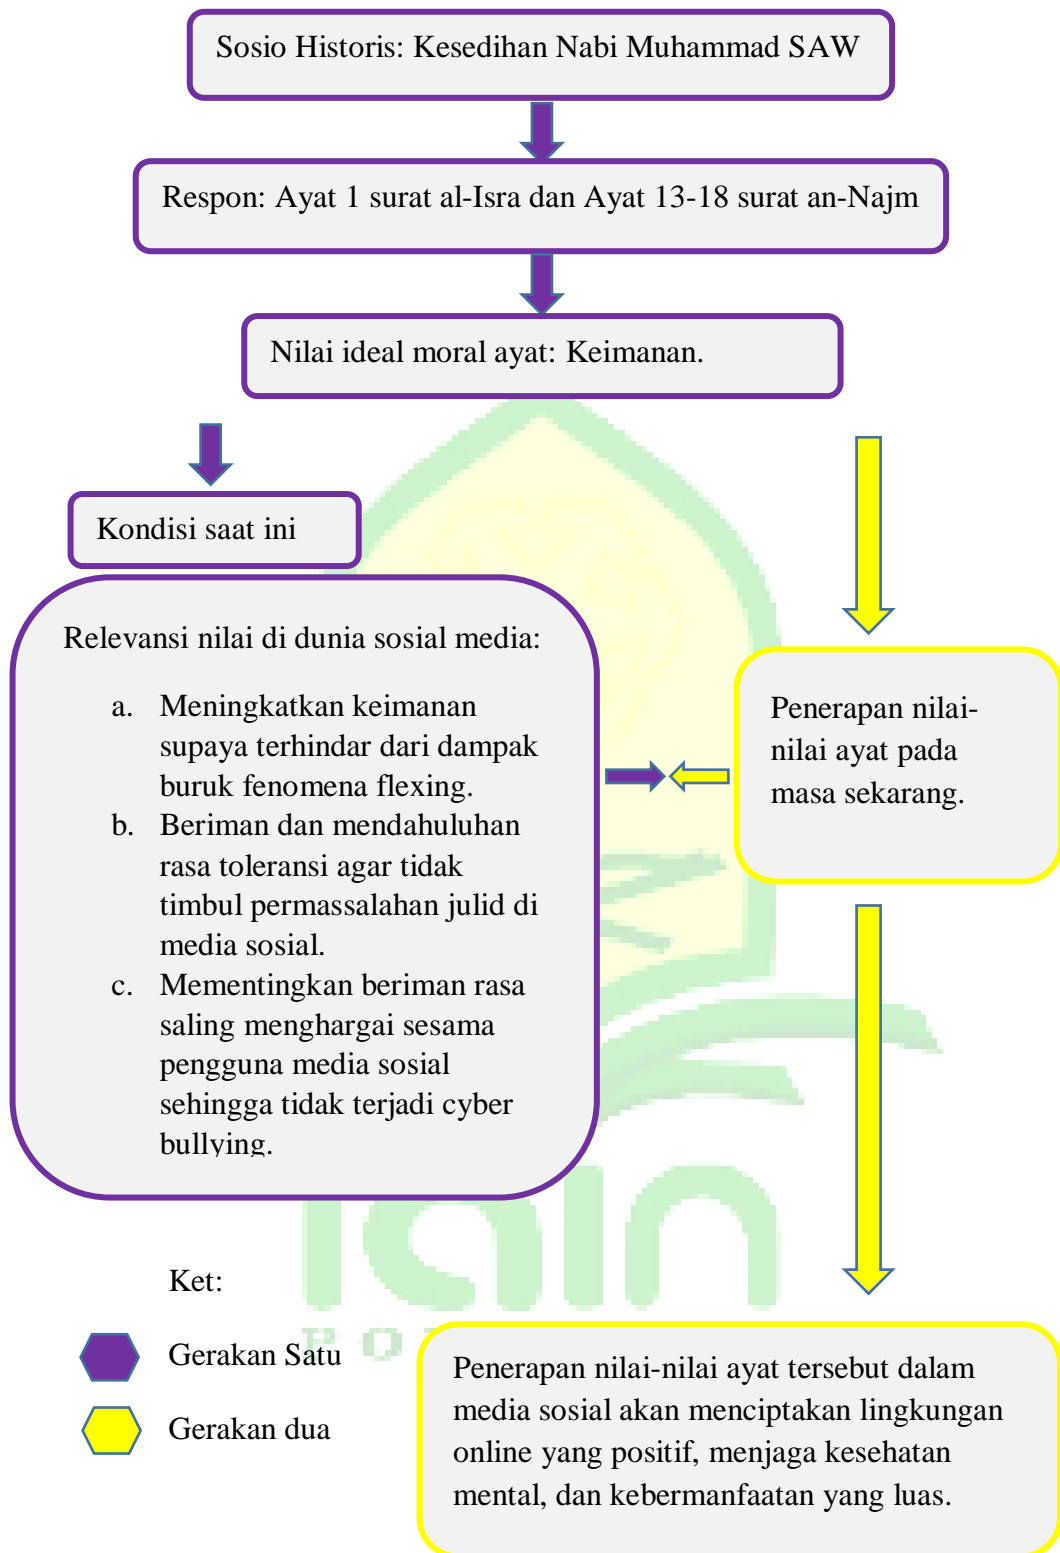 Sosio Historis: Kesedihan Nabi Muhammad SAW
Respon: Ayat 1 surat al-Isra dan Ayat 13-18 surat an-Najm
Nilai ideal moral ayat: Keimanan.
Kondisi saat ini
Relevansi nilai di dunia sosial media:
a. Meningkatkan keimanan
supaya terhindar dari dampak
buruk fenomena flexing.
b. Beriman dan mendahuluhan
rasa toleransi agar tidak
timbul permassalahan julid di
media sosial.
c. Mementingkan beriman rasa
saling menghargai sesama
pengguna media sosial
sehingga tidak terjadi cyber
bullying.
Penerapan nilai-
nilai ayat pada
masa sekarang.
Ket:
Gerakan Satu
Gerakan dua
Penerapan nilai-nilai ayat tersebut dalam
media sosial akan menciptakan lingkungan
online yang positif, menjaga kesehatan
mental, dan kebermanfaatan yang luas.
iain